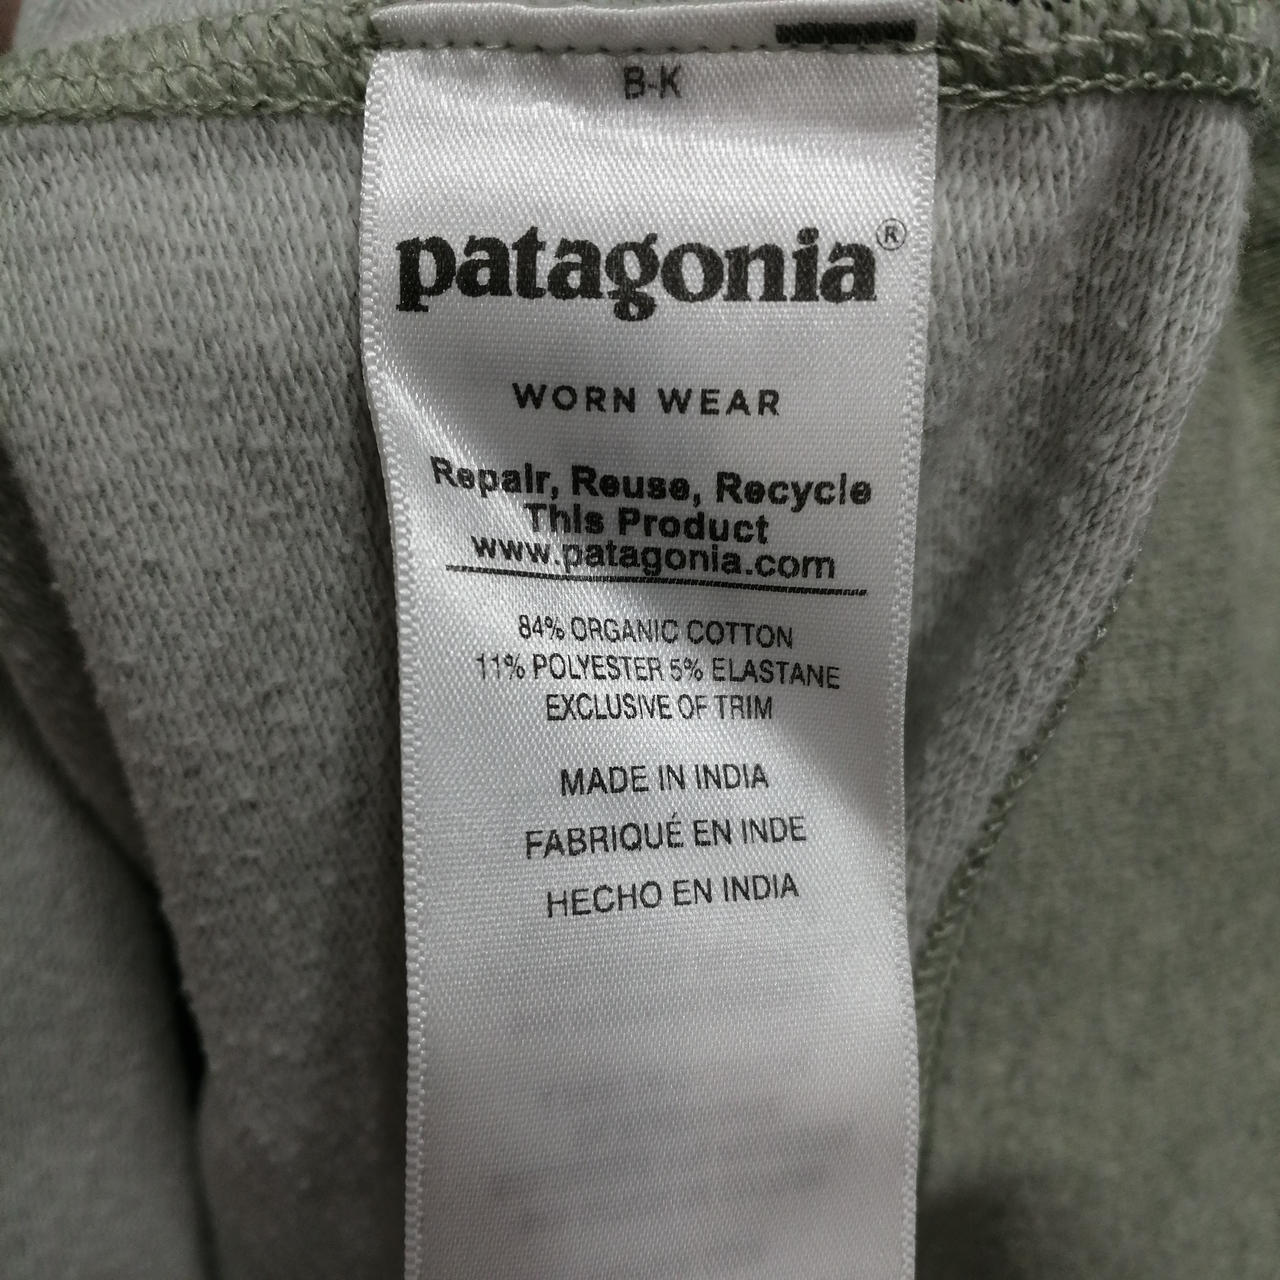 B-K
patagonia®
WORN WEAR
Repair, Reuse, Recycle
This Product
www.patagonia.com
84% ORGANIC COTTON
11% POLYESTER 5% ELASTANE
EXCLUSIVE OF TRIM
MADE IN INDIA
FABRIQUÉ EN INDE
HECHO EN INDIA